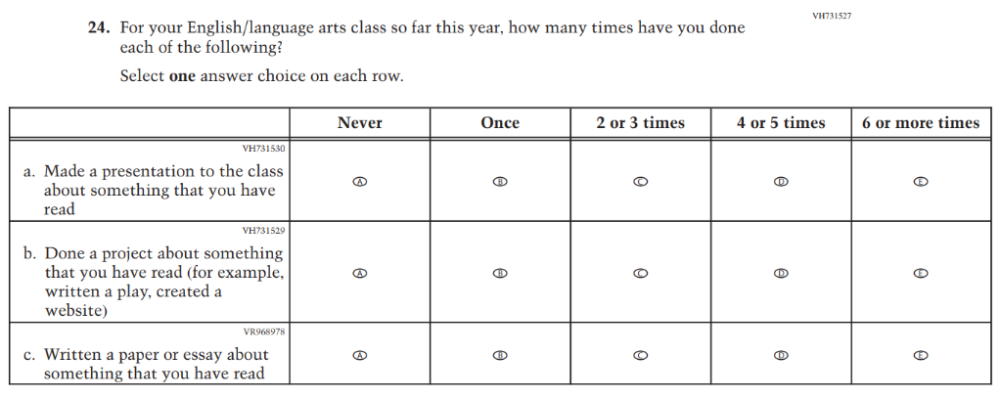 VH731527
24. For your English/language arts class so far this year, how many times have you done
each of the following?
Select one answer choice on each row.
Never Once 2 or 3 times 4 or 5 times 6 or more times
VH731530
a. Made a presentation to the class
about something that you have
read
A B C D E
VH731529
b. Done a project about something
that you have read (for example,
written a play, created a
website)
A B C D E
VR968978
c. Written a paper or essay about
something that you have read
A B C D E